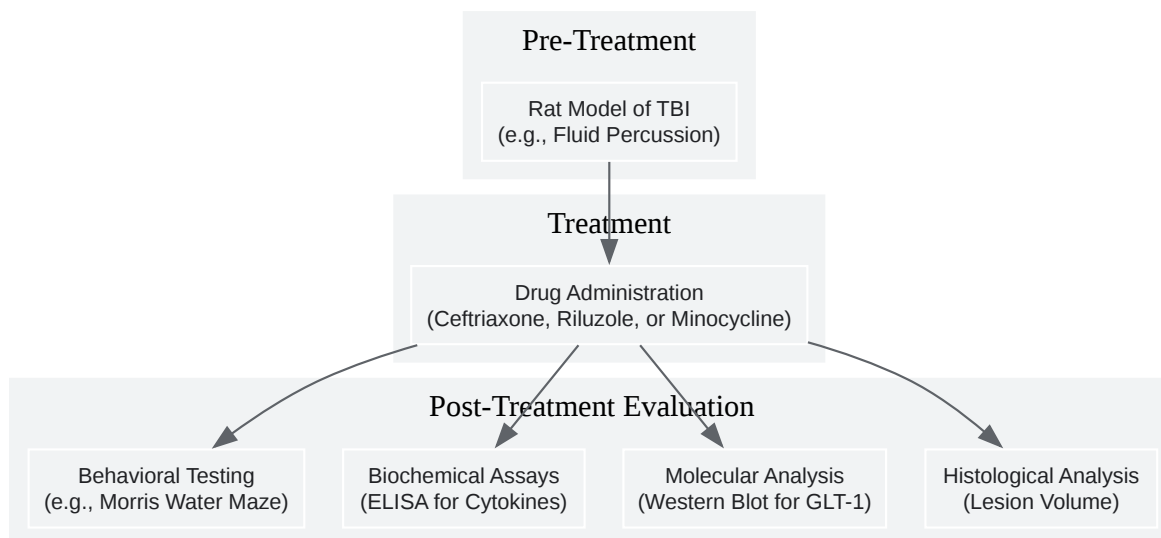 Pre-Treatment
Rat Model of TBI
(e.g., Fluid Percussion)
Treatment
Drug Administration
(Ceftriaxone, Riluzole, or Minocycline)
Post-Treatment Evaluation
Behavioral Testing
(e.g., Morris Water Maze)
Biochemical Assays
(ELISA for Cytokines)
Molecular Analysis
(Western Blot for GLT-1)
Histological Analysis
(Lesion Volume)